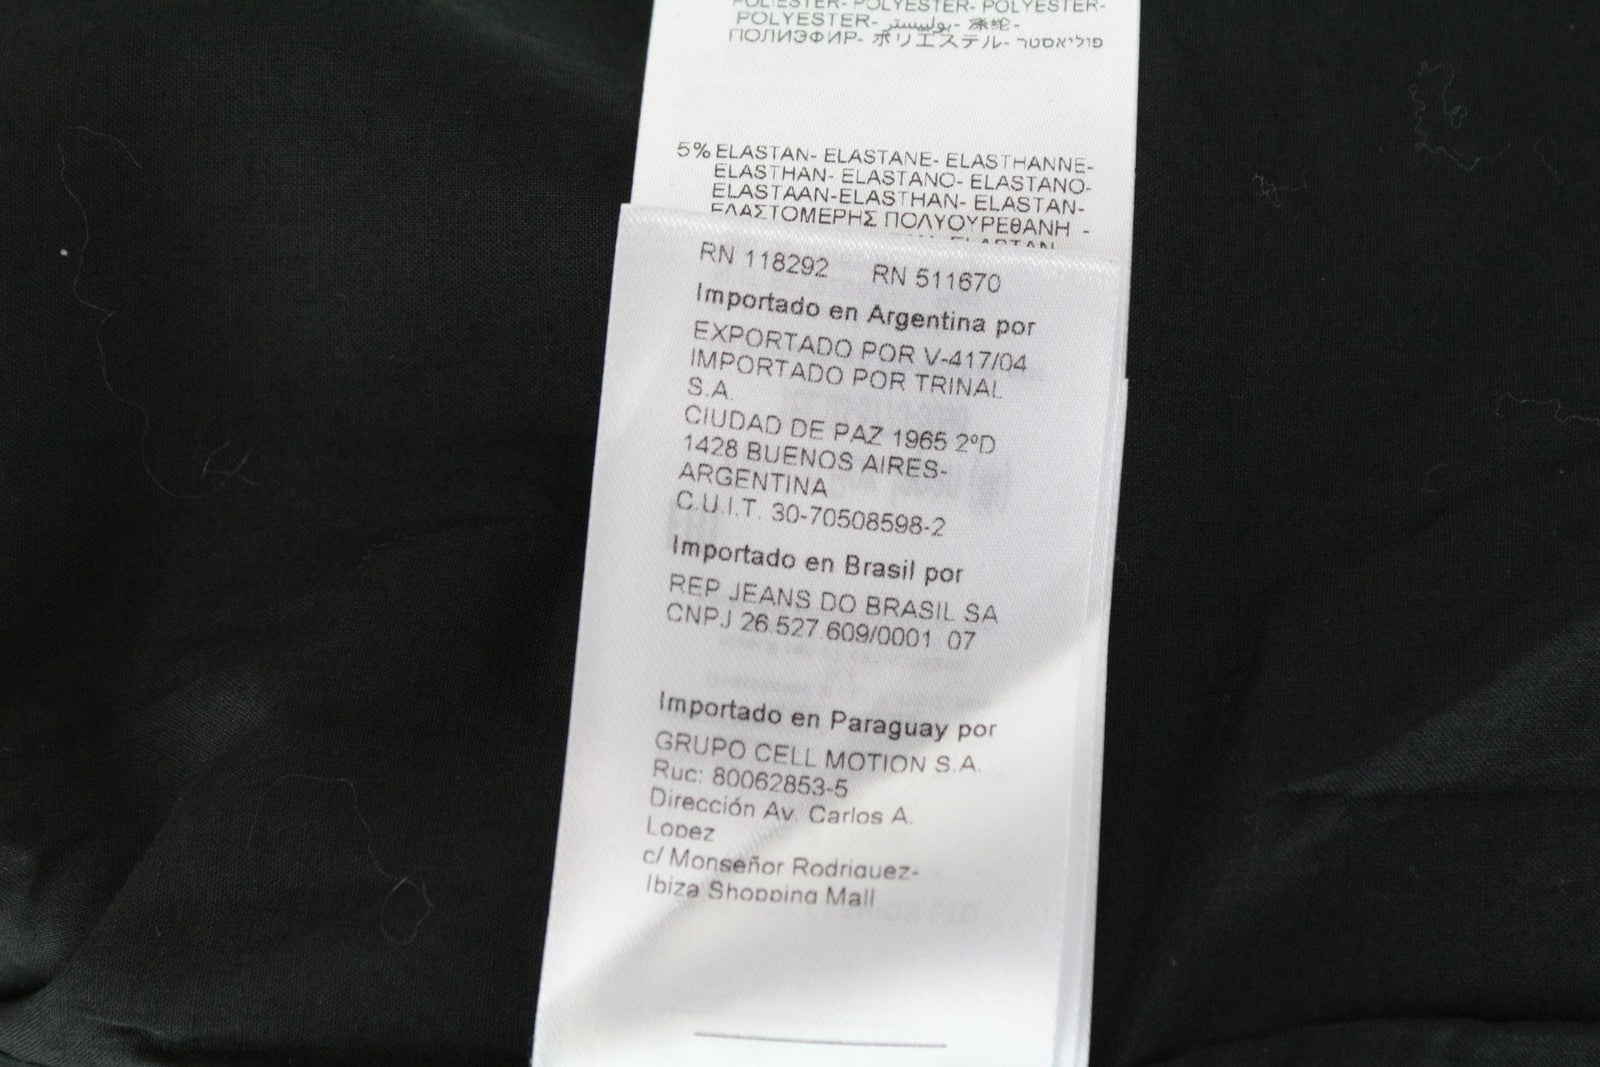 POLIESTER- POLYESTER- POLYESTER-
POLYESTER- بوليستر - 涤纶 -
ПОЛИЭФИР- ポリエステル- פוליאסטר
5% ELASTAN- ELASTANE- ELASTHANNE-
ELASTHAN- ELASTANO- ELASTANO-
ELASTAAN-ELASTHAN- ELASTAN-
ΕΛΑΣΤΟΜΕΡΗΣ ΠΟΛΥΟΥΡΕΘΑΝΗ -
ELASTAN
RN 118292 RN 511670
Importado en Argentina por
EXPORTADO POR V-417/04
IMPORTADO POR TRINAL
S.A.
CIUDAD DE PAZ 1965 2ºD
1428 BUENOS AIRES-
ARGENTINA
C.U.I.T. 30-70508598-2
Importado en Brasil por
REP JEANS DO BRASIL SA
CNPJ 26.527.609/0001 07
Importado en Paraguay por
GRUPO CELL MOTION S.A.
Ruc: 80062853-5
Dirección Av. Carlos A.
Lopez
c/ Monseñor Rodriguez-
Ibiza Shopping Mall